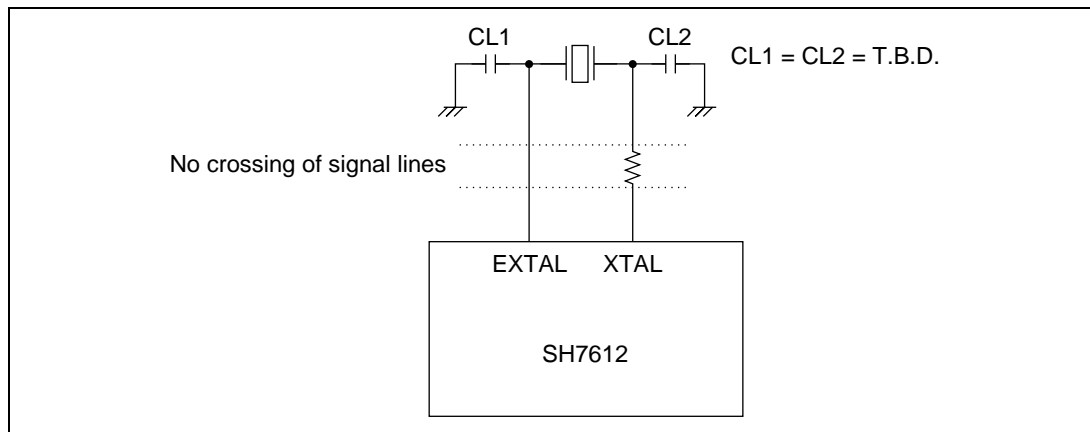 CL1 CL2
CL1 = CL2 = T.B.D.
No crossing of signal lines
EXTAL XTAL
SH7612